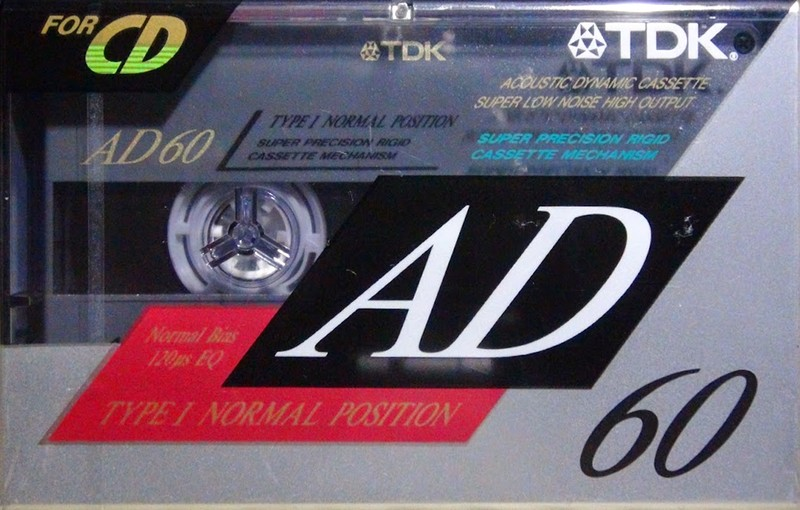 FOR CD
TDK
TDK®
ACOUSTIC DYNAMIC CASSETTE
SUPER LOW NOISE HIGH OUTPUT
AD60
TYPE I NORMAL POSITION
SUPER PRECISION RIGID
CASSETTE MECHANISM
SUPER PRECISION RIGID
CASSETTE MECHANISM
AD
Normal Bias
120µs EQ
TYPE I NORMAL POSITION
60